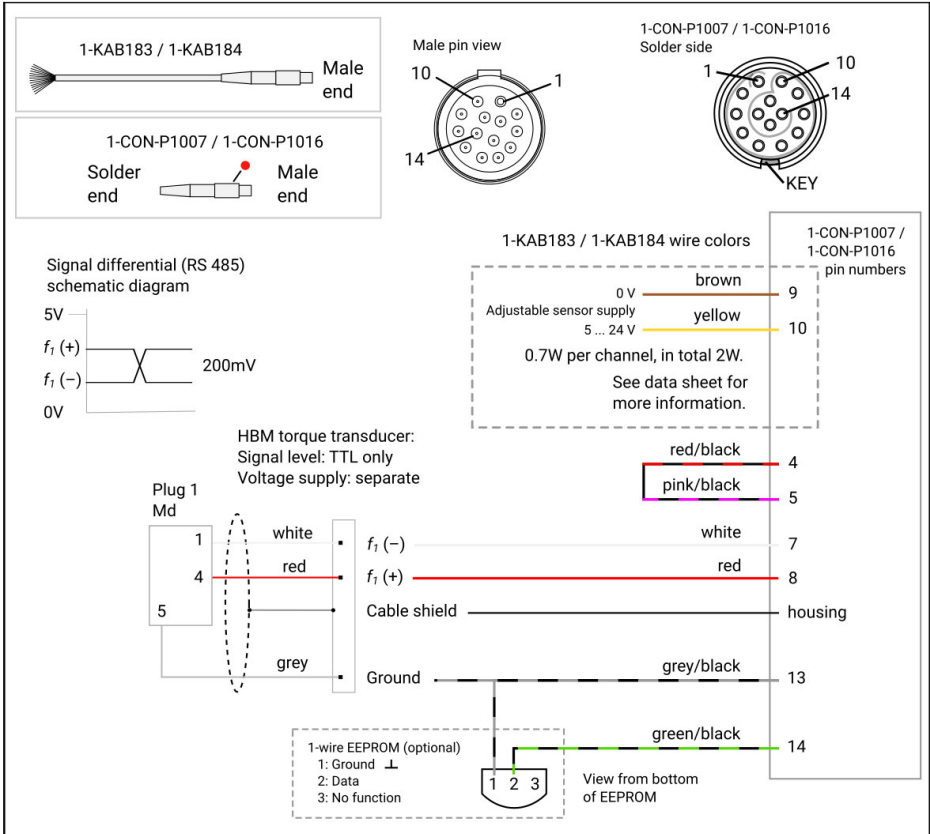 1-KAB183 / 1-KAB184
Male
end
1-CON-P1007 / 1-CON-P1016
Solder
end
Male
end
Male pin view
10
1
14
1-CON-P1007 / 1-CON-P1016
Solder side
1
10
14
KEY
Signal differential (RS 485)
schematic diagram
5V
f1 (+)
f1 (−)
0V
200mV
1-KAB183 / 1-KAB184 wire colors
1-CON-P1007 /
1-CON-P1016
pin numbers
brown
0 V
9
Adjustable sensor supply
yellow
5 ... 24 V
10
0.7W per channel, in total 2W.
See data sheet for
more information.
HBM torque transducer:
Signal level: TTL only
Voltage supply: separate
red/black
4
pink/black
5
Plug 1
Md
1
white
f1 (−)
white
7
4
red
f1 (+)
red
8
5
Cable shield
housing
grey
Ground
grey/black
13
green/black
14
1-wire EEPROM (optional)
1: Ground ⊥
2: Data
3: No function
1 2 3
View from bottom
of EEPROM